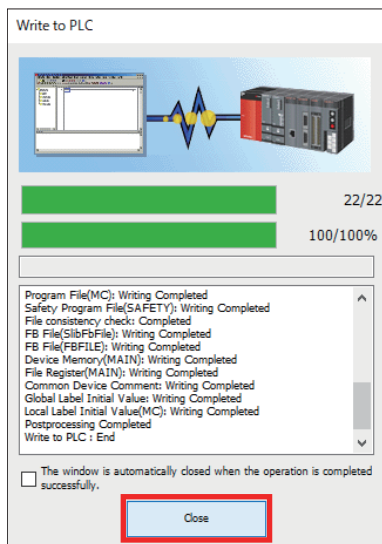 Write to PLC
22/22
100/100%
Program File(MC): Writing Completed
Safety Program File(SAFETY): Writing Completed
File consistency check: Completed
FB File(SlibFbFile): Writing Completed
FB File(FBFILE): Writing Completed
Device Memory(MAIN): Writing Completed
File Register(MAIN): Writing Completed
Common Device Comment: Writing Completed
Global Label Initial Value: Writing Completed
Local Label Initial Value(MC): Writing Completed
Postprocessing Completed
Write to PLC : End
The window is automatically closed when the operation is completed
successfully.
Close